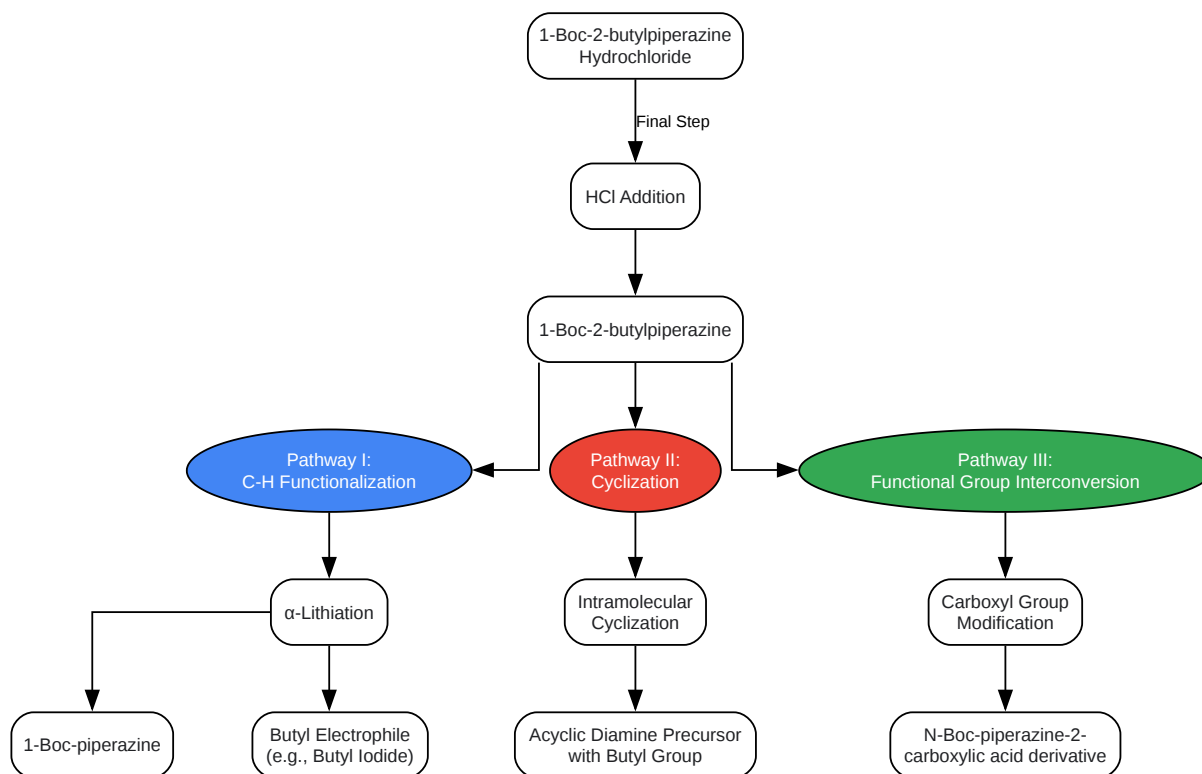 1-Boc-2-butylpiperazine
Hydrochloride
Final Step
HCl Addition
1-Boc-2-butylpiperazine
Pathway I:
C-H Functionalization
Pathway II:
Cyclization
Pathway III:
Functional Group Interconversion
α-Lithiation
Intramolecular
Cyclization
Carboxyl Group
Modification
1-Boc-piperazine
Butyl Electrophile
(e.g., Butyl Iodide)
Acyclic Diamine Precursor
with Butyl Group
N-Boc-piperazine-2-
carboxylic acid derivative